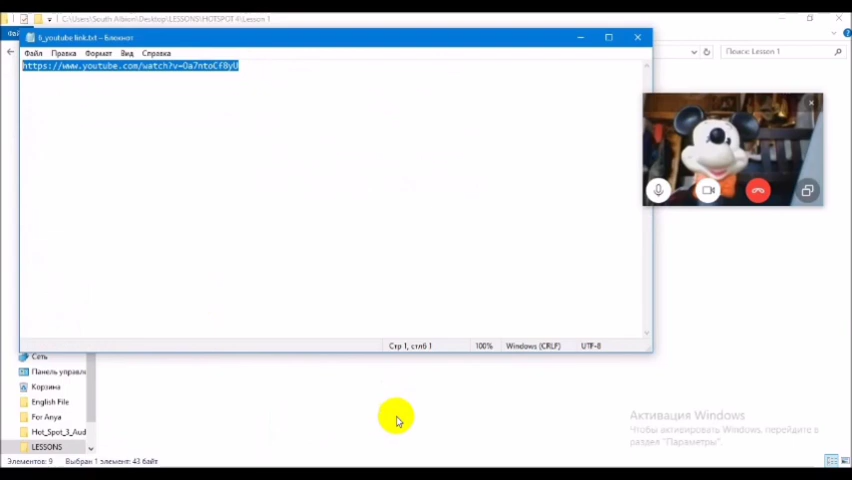 C:\Users\South Albion\Desktop\LESSONS\HOTSPOT 4\Lesson 1
6_youtube link.txt – Блокнот
Файл Правка Формат Вид Справка
Поиск: Lesson 1
https://www.youtube.com/watch?v=0a7ntoCf8yU
Стр 1, стлб 1 100% Windows (CRLF) UTF-8
Сеть
Панель управл
Корзина
English File
For Anya
Hot_Spot_3_Aud
LESSONS
Активация Windows
Чтобы активировать Windows, перейдите в
раздел "Параметры".
Элементов: 9 Выбран 1 элемент: 43 байт